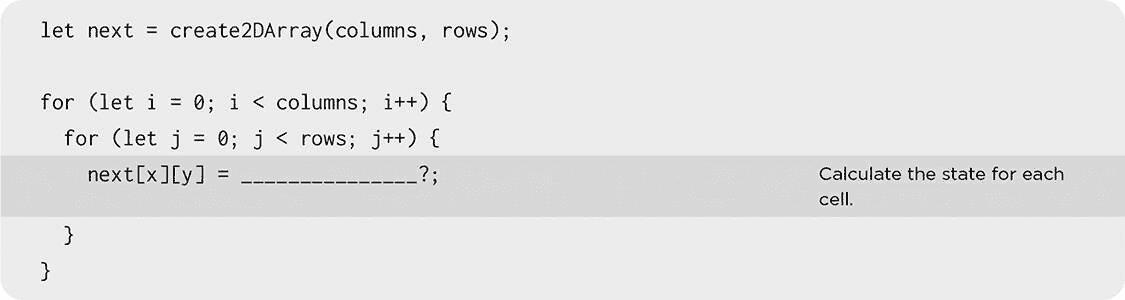 let next = create2DArray(columns, rows);
for (let i = 0; i < columns; i++) {
for (let j = 0; j < rows; j++) {
next[x][y] = _______________?;
Calculate the state for each
cell.
}
}